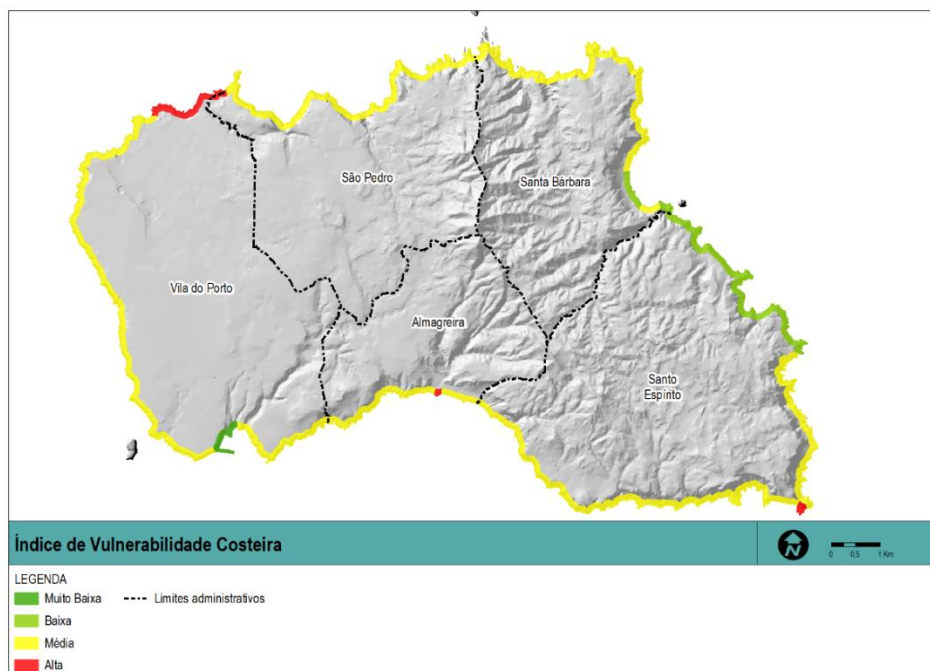 São Pedro
Santa Bárbara
Vila do Porto
Almagreira
Santo
Espírito
Índice de Vulnerabilidade Costeira
N
0 0,5 1 Km
LEGENDA
Muito Baixa
Limites administrativos
Baixa
Média
Alta